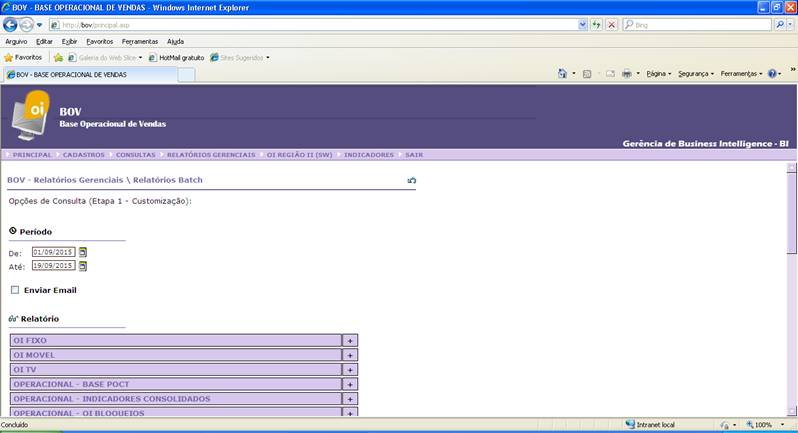 BOV - BASE OPERACIONAL DE VENDAS - Windows Internet Explorer
http://bov/principal.asp
Bing
Arquivo Editar Exibir Favoritos Ferramentas Ajuda
Favoritos Galeria do Web Slice HotMail gratuito Sites Sugeridos
BOV - BASE OPERACIONAL DE VENDAS
Página Segurança Ferramentas
oi
BOV
Base Operacional de Vendas
Gerência de Business Intelligence - BI
PRINCIPAL CADASTROS CONSULTAS RELATÓRIOS GERENCIAIS OI REGIÃO II (SW) INDICADORES SAIR
BOV - Relatórios Gerenciais \ Relatórios Batch
Opções de Consulta (Etapa 1 - Customização):
Período
De: 01/09/2015
Até: 19/09/2015
Enviar Email
Relatório
OI FIXO +
OI MOVEL +
OI TV +
OPERACIONAL - BASE POCT +
OPERACIONAL - INDICADORES CONSOLIDADOS +
OPERACIONAL - OI BLOQUEIOS +
Concluído
Intranet local
100%